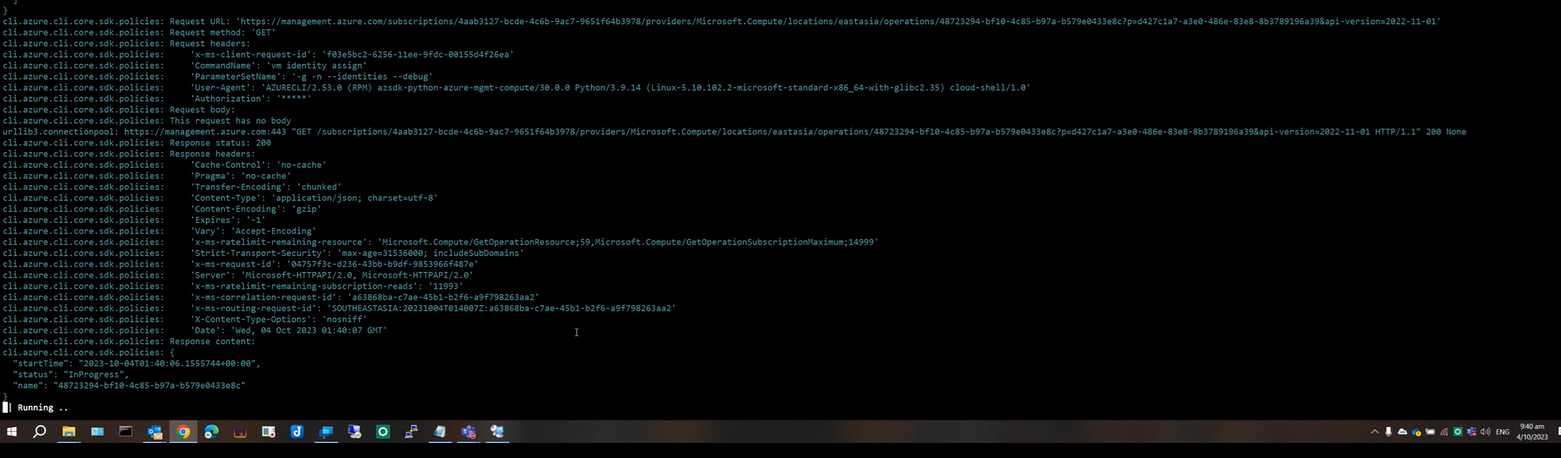 }
cli.azure.cli.core.sdk.policies: Request URL: 'https://management.azure.com/subscriptions/4aab3127-bcde-4c6b-9ac7-9651f64b3978/providers/Microsoft.Compute/locations/eastasia/operations/48723294-bf10-4c85-b97a-b579e0433e8c?p=d427c1a7-a3e0-486e-83e8-8b3789196a39&api-version=2022-11-01'
cli.azure.cli.core.sdk.policies: Request method: 'GET'
cli.azure.cli.core.sdk.policies: Request headers:
cli.azure.cli.core.sdk.policies:     'x-ms-client-request-id': 'f03e5bc2-6256-11ee-9fdc-00155d4f26ea'
cli.azure.cli.core.sdk.policies:     'CommandName': 'vm identity assign'
cli.azure.cli.core.sdk.policies:     'ParameterSetName': '-g -n --identities --debug'
cli.azure.cli.core.sdk.policies:     'User-Agent': 'AZURECLI/2.53.0 (RPM) azsdk-python-azure-mgmt-compute/30.0.0 Python/3.9.14 (Linux-5.10.102.2-microsoft-standard-x86_64-with-glibc2.35) cloud-shell/1.0'
cli.azure.cli.core.sdk.policies:     'Authorization': '*****'
cli.azure.cli.core.sdk.policies: Request body:
cli.azure.cli.core.sdk.policies: This request has no body
urllib3.connectionpool: https://management.azure.com:443 "GET /subscriptions/4aab3127-bcde-4c6b-9ac7-9651f64b3978/providers/Microsoft.Compute/locations/eastasia/operations/48723294-bf10-4c85-b97a-b579e0433e8c?p=d427c1a7-a3e0-486e-83e8-8b3789196a39&api-version=2022-11-01 HTTP/1.1" 200 None
cli.azure.cli.core.sdk.policies: Response status: 200
cli.azure.cli.core.sdk.policies: Response headers:
cli.azure.cli.core.sdk.policies:     'Cache-Control': 'no-cache'
cli.azure.cli.core.sdk.policies:     'Pragma': 'no-cache'
cli.azure.cli.core.sdk.policies:     'Transfer-Encoding': 'chunked'
cli.azure.cli.core.sdk.policies:     'Content-Type': 'application/json; charset=utf-8'
cli.azure.cli.core.sdk.policies:     'Content-Encoding': 'gzip'
cli.azure.cli.core.sdk.policies:     'Expires': '-1'
cli.azure.cli.core.sdk.policies:     'Vary': 'Accept-Encoding'
cli.azure.cli.core.sdk.policies:     'x-ms-ratelimit-remaining-resource': 'Microsoft.Compute/GetOperationResource;59,Microsoft.Compute/GetOperationSubscriptionMaximum;14999'
cli.azure.cli.core.sdk.policies:     'Strict-Transport-Security': 'max-age=31536000; includeSubDomains'
cli.azure.cli.core.sdk.policies:     'x-ms-request-id': '04757f3c-d236-43bb-b9df-9853966f487e'
cli.azure.cli.core.sdk.policies:     'Server': 'Microsoft-HTTPAPI/2.0, Microsoft-HTTPAPI/2.0'
cli.azure.cli.core.sdk.policies:     'x-ms-ratelimit-remaining-subscription-reads': '11993'
cli.azure.cli.core.sdk.policies:     'x-ms-correlation-request-id': 'a63868ba-c7ae-45b1-b2f6-a9f798263aa2'
cli.azure.cli.core.sdk.policies:     'x-ms-routing-request-id': 'SOUTHEASTASIA:20231004T014007Z:a63868ba-c7ae-45b1-b2f6-a9f798263aa2'
cli.azure.cli.core.sdk.policies:     'X-Content-Type-Options': 'nosniff'
cli.azure.cli.core.sdk.policies:     'Date': 'Wed, 04 Oct 2023 01:40:07 GMT'
cli.azure.cli.core.sdk.policies: Response content:
cli.azure.cli.core.sdk.policies: {
  "startTime": "2023-10-04T01:40:06.1555744+00:00",
  "status": "InProgress",
  "name": "48723294-bf10-4c85-b97a-b579e0433e8c"
}
| Running ..
ENG
9:40 am
4/10/2023